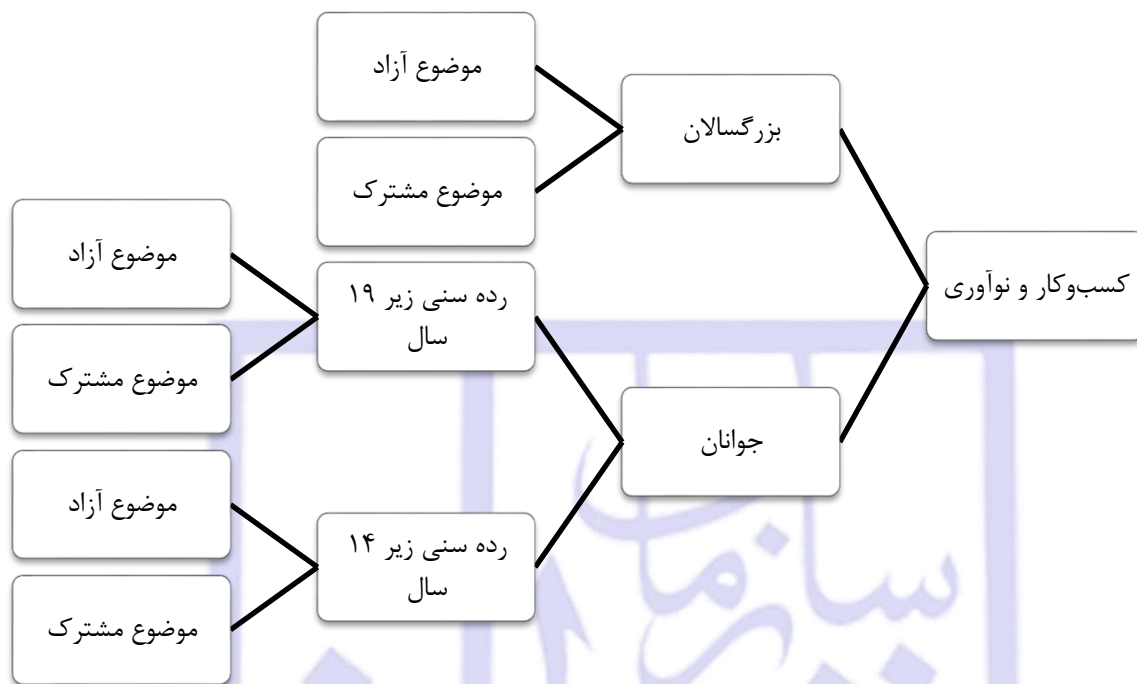 کسب‌وکار و نوآوری
بزرگسالان
موضوع آزاد
موضوع مشترک
جوانان
رده سنی زیر ۱۹
سال
موضوع آزاد
موضوع مشترک
رده سنی زیر ۱۴
سال
موضوع آزاد
موضوع مشترک